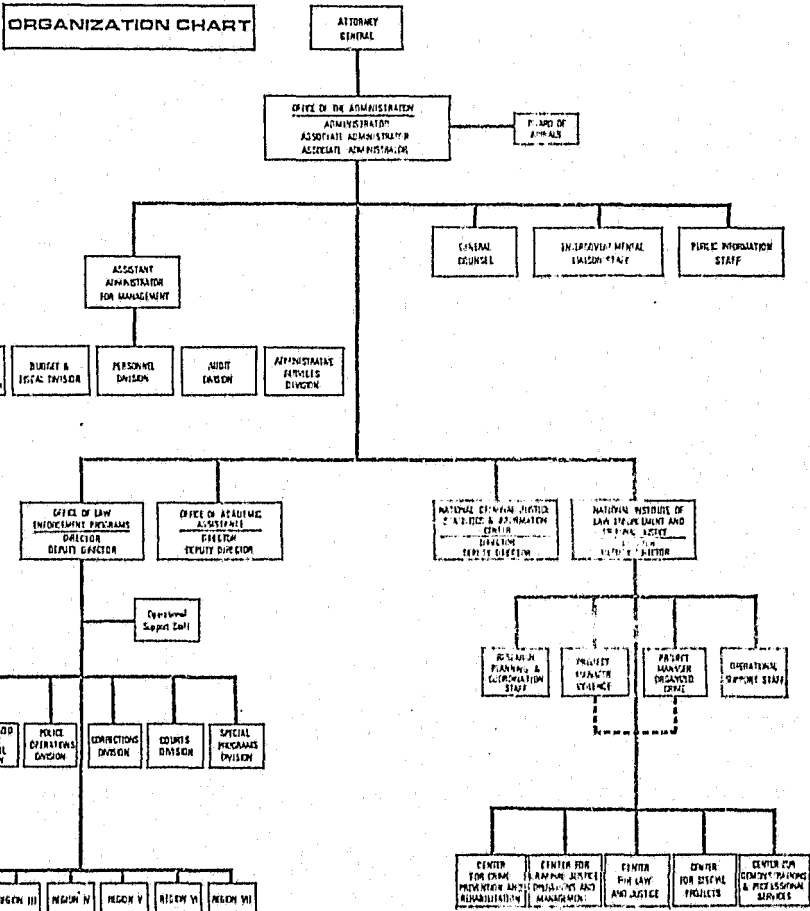 ORGANIZATION CHART
ATTORNEY
GENERAL
OFFICE OF THE ADMINISTRATION
ADMINISTRATOR
ASSOCIATE ADMINISTRATOR
ASSOCIATE ADMINISTRATOR
BOARD OF
APPEALS
ASSISTANT
ADMINISTRATOR
FOR MANAGEMENT
GENERAL
COUNSEL
INTERGOVERNMENTAL
LIAISON STAFF
PUBLIC INFORMATION
STAFF
BUDGET &
FISCAL DIVISION
PERSONNEL
DIVISION
AUDIT
DIVISION
ADMINISTRATIVE
SERVICES
DIVISION
OFFICE OF LAW
ENFORCEMENT PROGRAMS
DIRECTOR
DEPUTY DIRECTOR
OFFICE OF ACADEMIC
ASSISTANCE
DIRECTOR
DEPUTY DIRECTOR
NATIONAL CRIMINAL JUSTICE
STATISTICS & INFORMATION
CENTER
DIRECTOR
DEPUTY DIRECTOR
NATIONAL INSTITUTE OF
LAW ENFORCEMENT AND
CRIMINAL JUSTICE
DIRECTOR
DEPUTY DIRECTOR
Operational
Support Staff
RESEARCH
PLANNING &
COORDINATION
STAFF
PROJECT
MANAGER
VIOLENCE
PROJECT
MANAGER
ORGANIZED
CRIME
OPERATIONAL
SUPPORT STAFF
POLICE
OPERATIONS
DIVISION
CORRECTIONS
DIVISION
COURTS
DIVISION
SPECIAL
PROGRAMS
DIVISION
REGION III
REGION IV
REGION V
REGION VI
REGION VII
CENTER
FOR CRIME
PREVENTION AND
REHABILITATION
CENTER FOR
CRIMINAL JUSTICE
OPERATIONS AND
MANAGEMENT
CENTER
FOR LAW
AND JUSTICE
CENTER
FOR SPECIAL
PROJECTS
CENTER FOR
DEMONSTRATIONS
& PROFESSIONAL
SERVICES